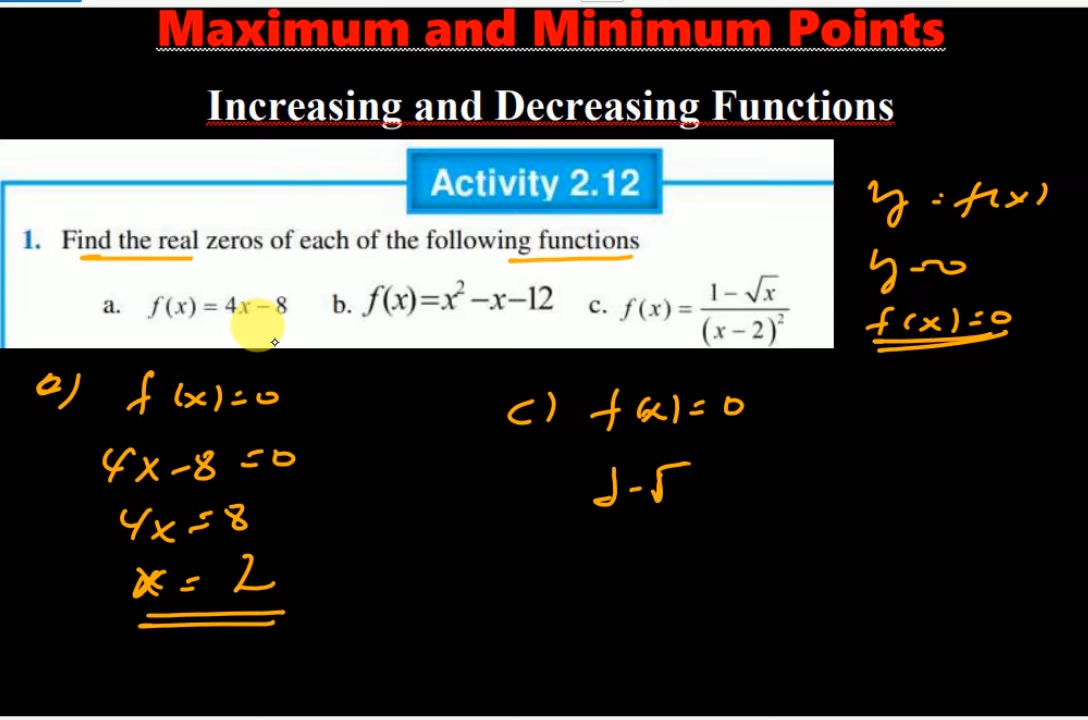 Maximum and Minimum Points
Increasing and Decreasing Functions
Activity 2.12
1. Find the real zeros of each of the following functions
a. f(x) = 4x – 8 b. f(x)=x²–x–12 c. f(x) = (1 – √x)/(x – 2)²
y = f(x)
y = 0
f(x) = 0
a) f(x) = 0
4x – 8 = 0
4x = 8
x = 2
c) f(x) = 0
1 – √